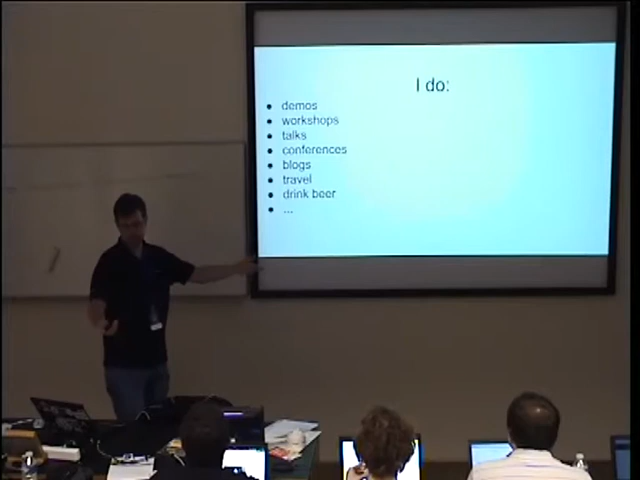 I do:
demos
workshops
talks
conferences
blogs
travel
drink beer
...